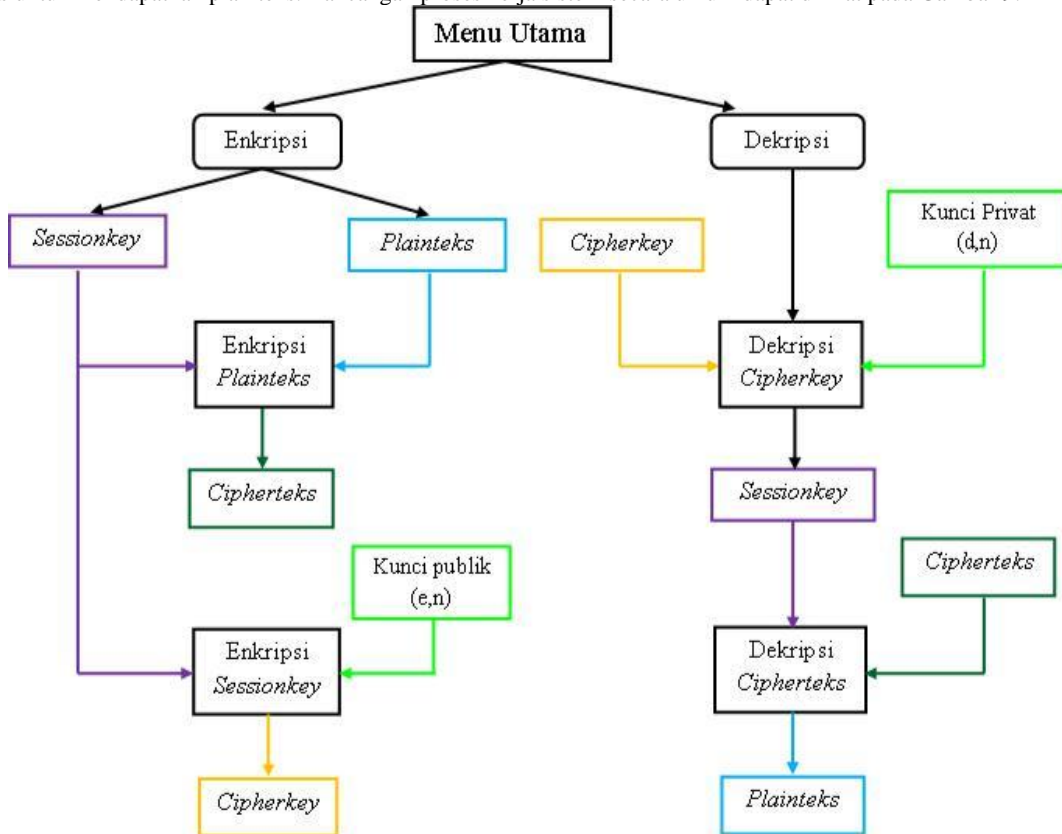 Menu Utama
Enkripsi
Dekripsi
Sessionkey
Plainteks
Cipherkey
Kunci Privat
(d,n)
Enkripsi
Plainteks
Dekripsi
Cipherkey
Cipherteks
Sessionkey
Kunci publik
(e,n)
Cipherteks
Enkripsi
Sessionkey
Dekripsi
Cipherteks
Cipherkey
Plainteks